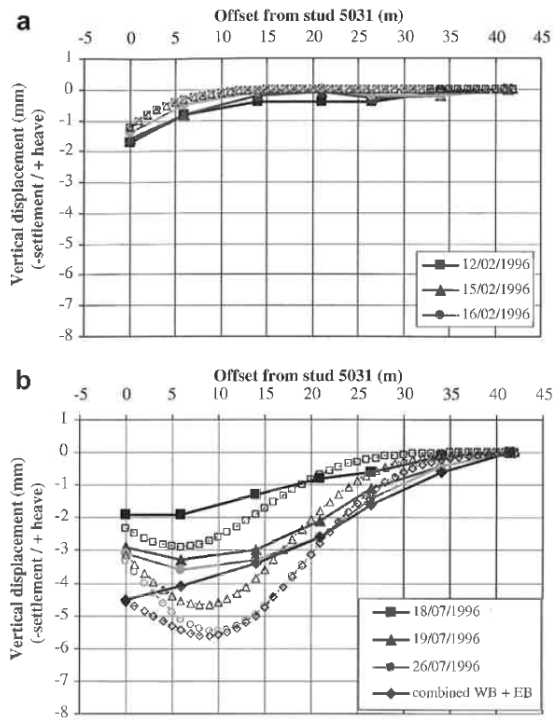 a
Offset from stud 5031 (m)
-5 0 5 10 15 20 25 30 35 40 45
Vertical displacement (mm)
(-settlement / + heave)
1
0
-1
-2
-3
-4
-5
-6
-7
-8
12/02/1996
15/02/1996
16/02/1996
b
Offset from stud 5031 (m)
-5 0 5 10 15 20 25 30 35 40 45
Vertical displacement (mm)
(-settlement / + heave)
1
0
-1
-2
-3
-4
-5
-6
-7
-8
18/07/1996
19/07/1996
26/07/1996
combined WB + EB